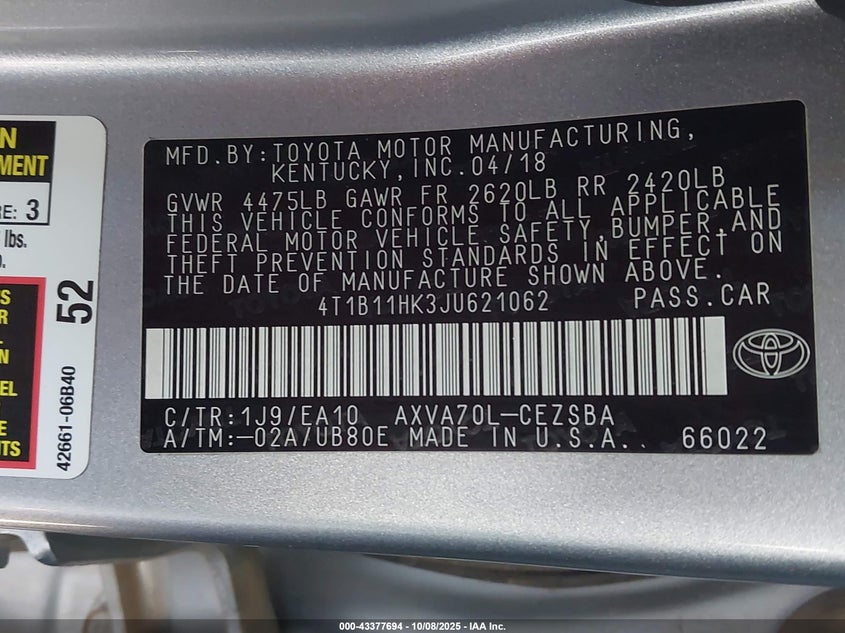 MFD.BY:TOYOTA MOTOR MANUFACTURING,
KENTUCKY,INC.04/18
GVWR 4475LB GAWR FR 2620LB RR 2420LB
THIS VEHICLE CONFORMS TO ALL APPLICABLE
FEDERAL MOTOR VEHICLE SAFETY,BUMPER,AND
THEFT PREVENTION STANDARDS IN EFFECT ON
THE DATE OF MANUFACTURE SHOWN ABOVE.
4T1B11HK3JU621062 PASS.CAR
C/TR:1J9/EA10 AXVA70L-CEZSBA
A/TM:-02A/UB80E MADE IN U.S.A. 66022
RE: 3
lbs.
52
42661-06B40
000-43377694 | 10/08/2025 | IAA Inc.